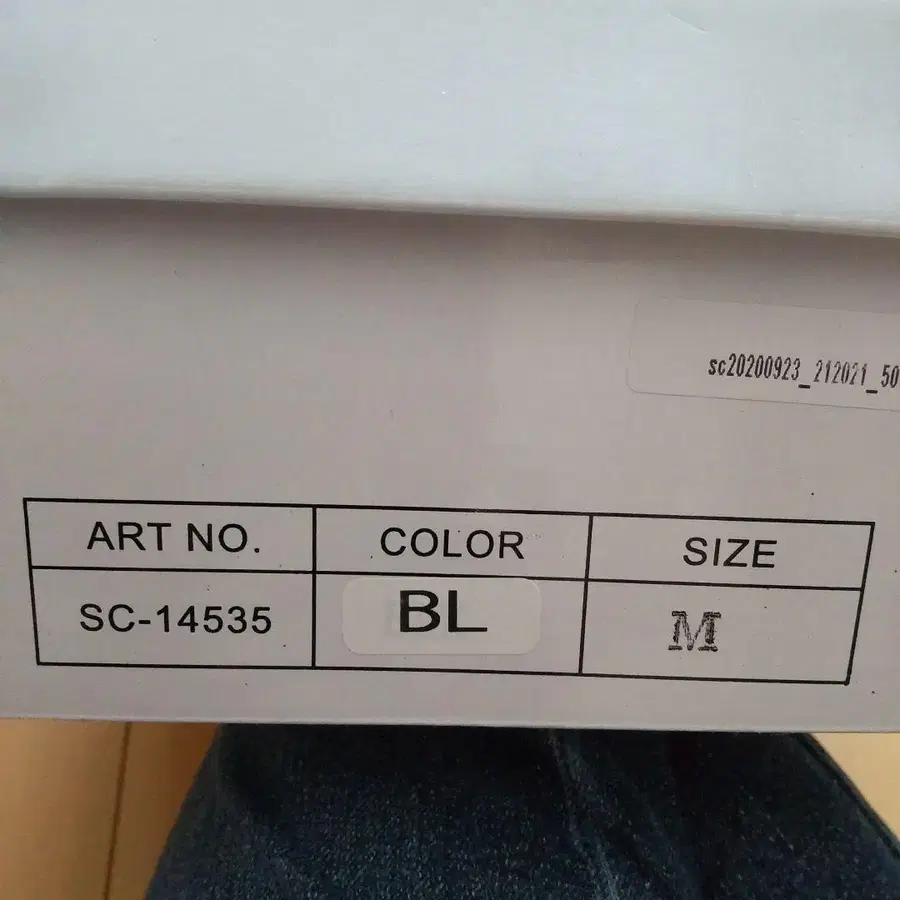 sc20200923_212021_50
ART NO. COLOR SIZE
SC-14535 BL M